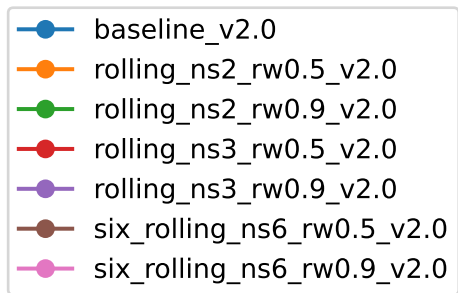 baseline_v2.0
rolling_ns2_rw0.5_v2.0
rolling_ns2_rw0.9_v2.0
rolling_ns3_rw0.5_v2.0
rolling_ns3_rw0.9_v2.0
six_rolling_ns6_rw0.5_v2.0
six_rolling_ns6_rw0.9_v2.0